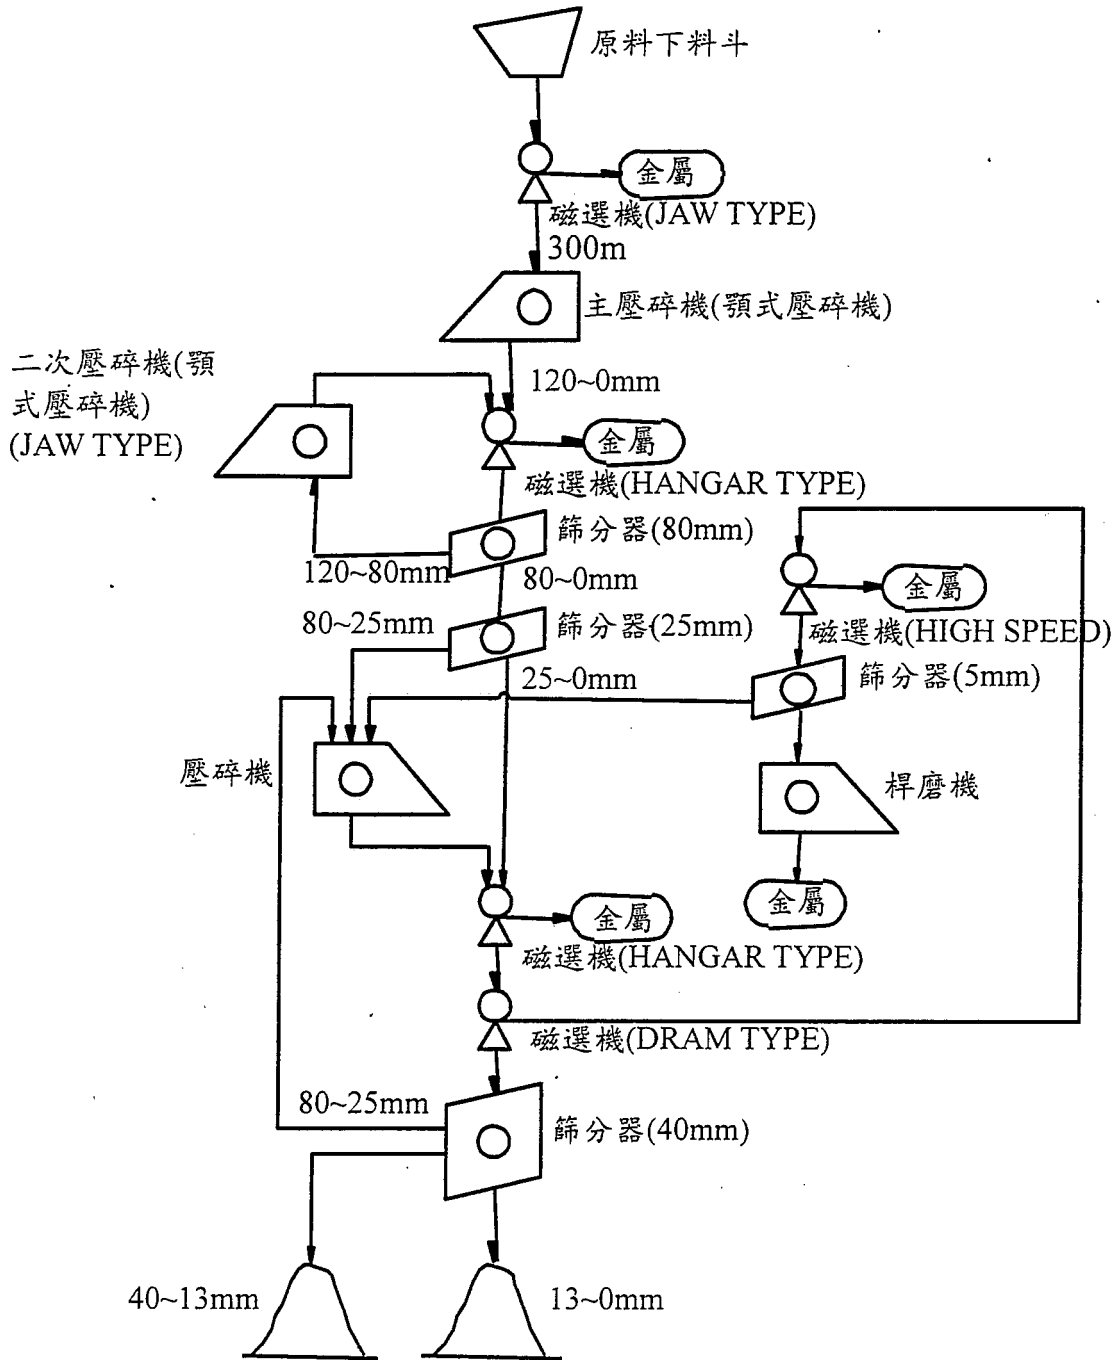 原料下料斗
金屬
磁選機(JAW TYPE)
300m
主壓碎機(顎式壓碎機)
二次壓碎機(顎
式壓碎機)
(JAW TYPE)
120~0mm
金屬
磁選機(HANGAR TYPE)
篩分器(80mm)
120~80mm
80~0mm
80~25mm
篩分器(25mm)
25~0mm
金屬
磁選機(HIGH SPEED)
篩分器(5mm)
壓碎機
桿磨機
金屬
金屬
磁選機(HANGAR TYPE)
磁選機(DRAM TYPE)
80~25mm
篩分器(40mm)
40~13mm
13~0mm